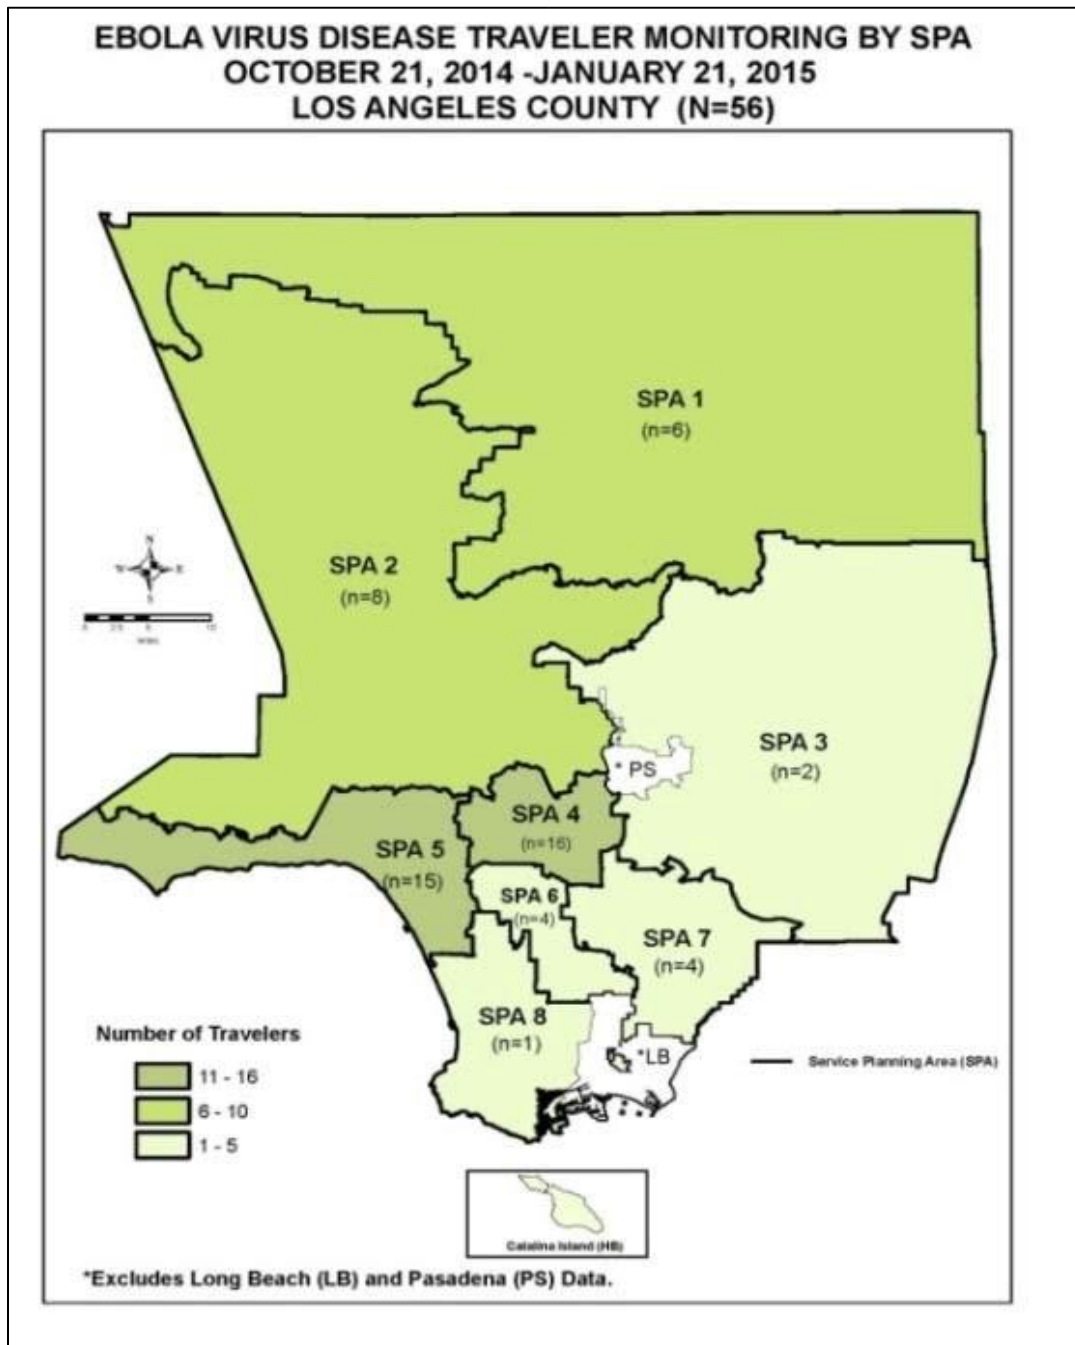 EBOLA VIRUS DISEASE TRAVELER MONITORING BY SPA
OCTOBER 21, 2014 -JANUARY 21, 2015
LOS ANGELES COUNTY (N=56)
SPA 1
(n=6)
N
W E
S
SPA 2
(n=8)
SPA 3
(n=2)
* PS
SPA 4
(n=16)
SPA 5
(n=15)
SPA 6
(n=4)
SPA 7
(n=4)
SPA 8
(n=1)
*LB
Number of Travelers
11 - 16
6 - 10
1 - 5
Service Planning Area (SPA)
Catalina Island (HB)
*Excludes Long Beach (LB) and Pasadena (PS) Data.